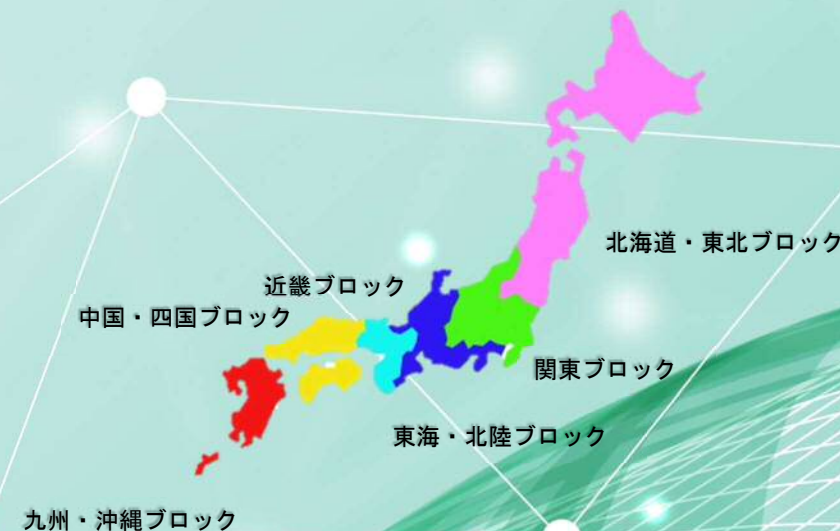 北海道・東北ブロック
近畿ブロック
中国・四国ブロック
関東ブロック
東海・北陸ブロック
九州・沖縄ブロック